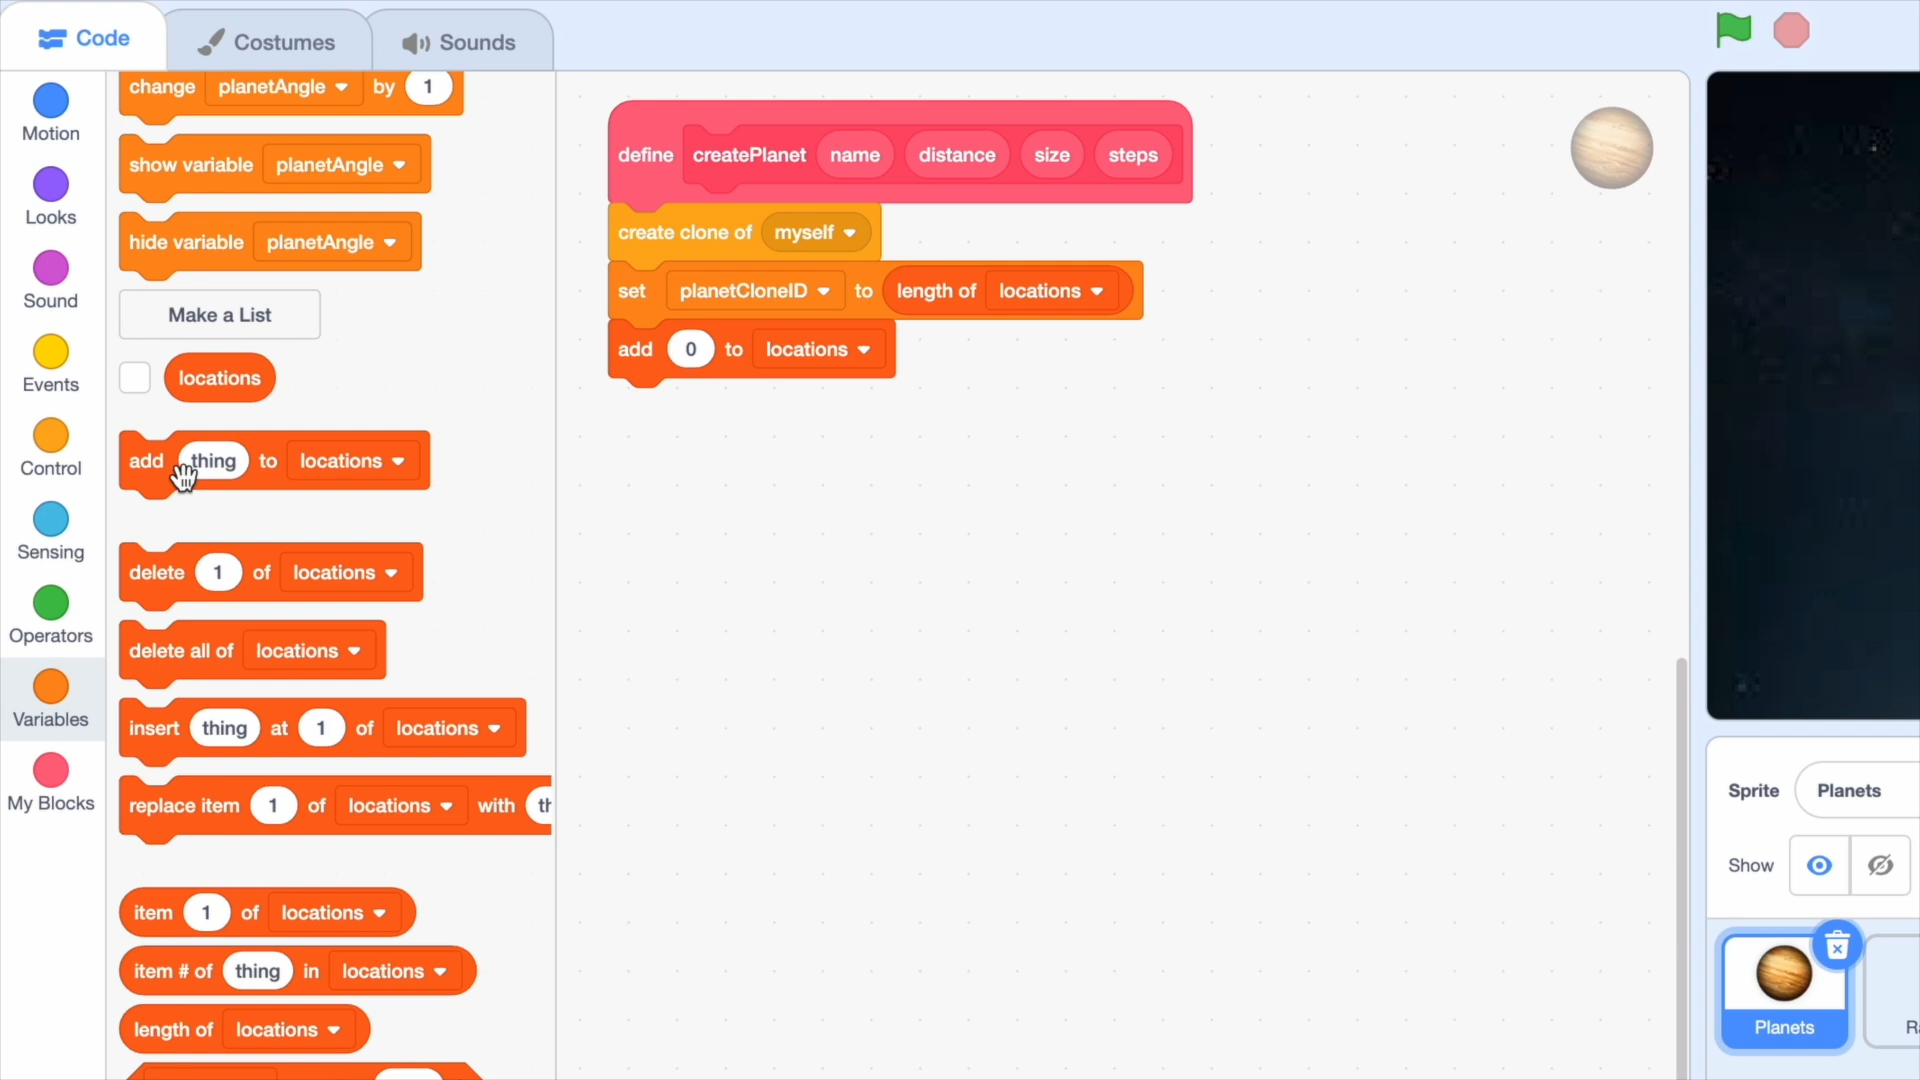 Code
Costumes
Sounds
Motion
Looks
Sound
Events
Control
Sensing
Operators
Variables
My Blocks
change planetAngle by 1
show variable planetAngle
hide variable planetAngle
Make a List
locations
add thing to locations
delete 1 of locations
delete all of locations
insert thing at 1 of locations
replace item 1 of locations with
item 1 of locations
item # of thing in locations
length of locations
define createPlanet name distance size steps
create clone of myself
set planetCloneID to length of locations
add 0 to locations
Sprite Planets
Show
Planets